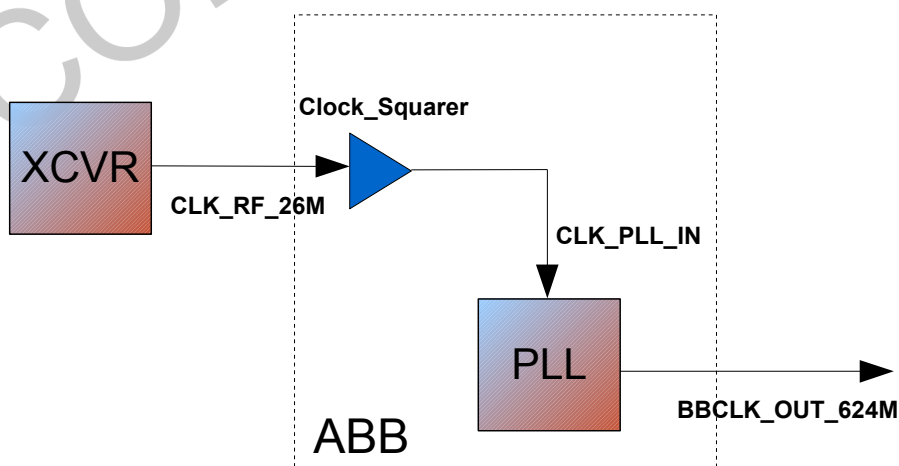 Clock_Squarer
XCVR
CLK_RF_26M
CLK_PLL_IN
PLL
BBCLK_OUT_624M
ABB